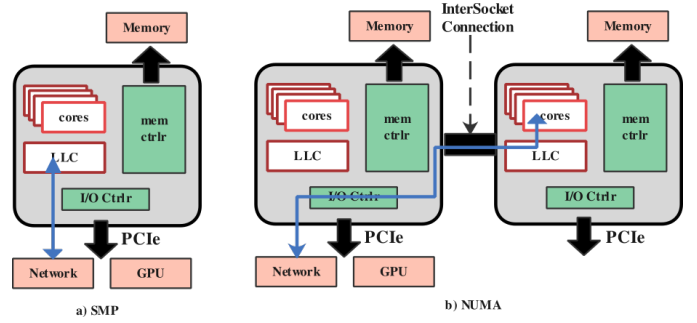 Memory
cores
LLC
mem
ctrlr
I/O Ctrlr
PCIe
Network
GPU
a) SMP
InterSocket
Connection
Memory
cores
LLC
mem
ctrlr
I/O Ctrlr
PCIe
Network
GPU
Memory
cores
LLC
mem
ctrlr
I/O Ctrlr
PCIe
b) NUMA